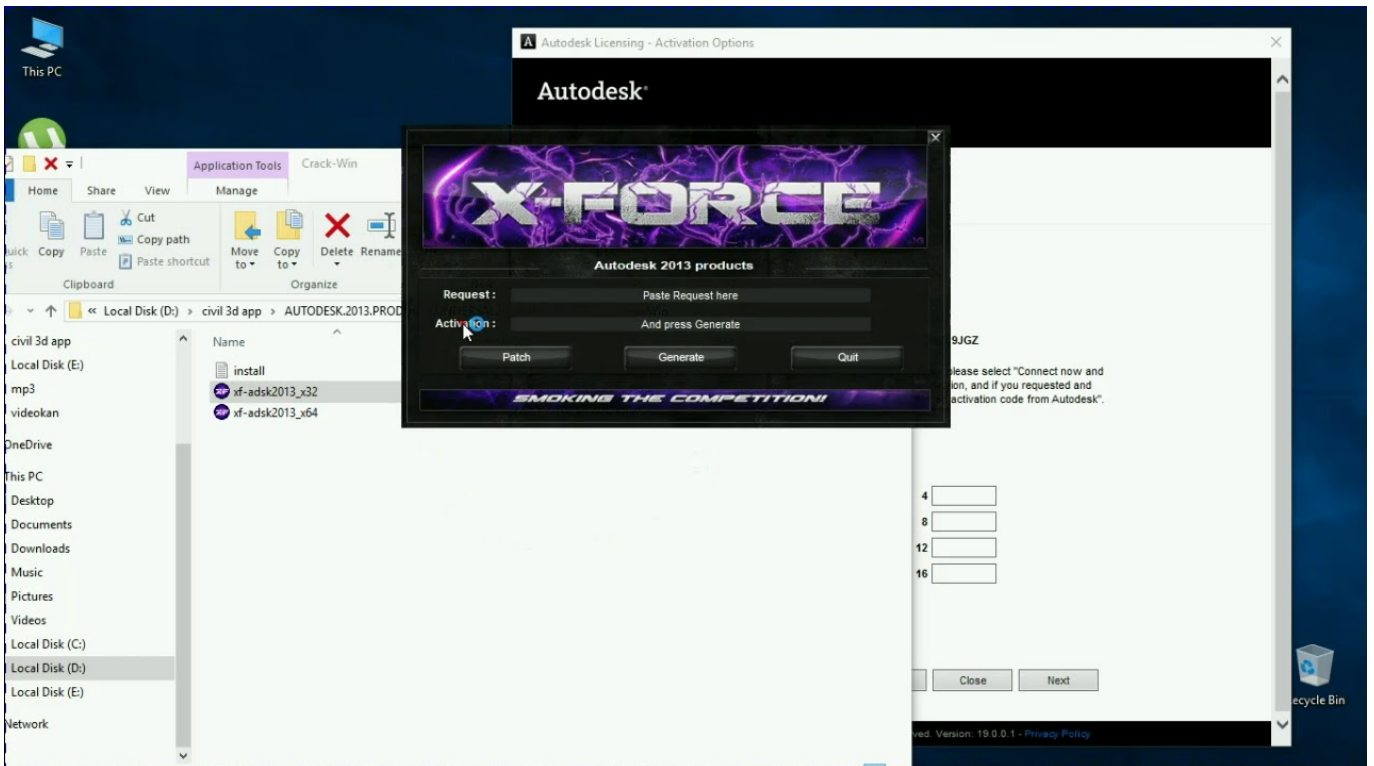 This PC
Autodesk Licensing - Activation Options
Autodesk
Application Tools
Crack-Win
Home
Share
View
Manage
Copy
Paste
Cut
Copy path
Paste shortcut
Move to
Copy to
Delete
Rename
Clipboard
Organize
« Local Disk (D:) › civil 3d app › AUTODESK.2013.PROD
X-FORCE
Autodesk 2013 products
Request :
Paste Request here
Activation :
And press Generate
Patch
Generate
Quit
SMOKING THE COMPETITION!
civil 3d app
Local Disk (E:)
mp3
videokan
OneDrive
This PC
Desktop
Documents
Downloads
Music
Pictures
Videos
Local Disk (C:)
Local Disk (D:)
Local Disk (E:)
Network
Name
install
xf-adsk2013_x32
xf-adsk2013_x64
9JGZ
please select "Connect now and
ion, and if you requested and
activation code from Autodesk".
4
8
12
16
Close
Next
ved. Version: 19.0.0.1 - Privacy Policy
ecycle Bin